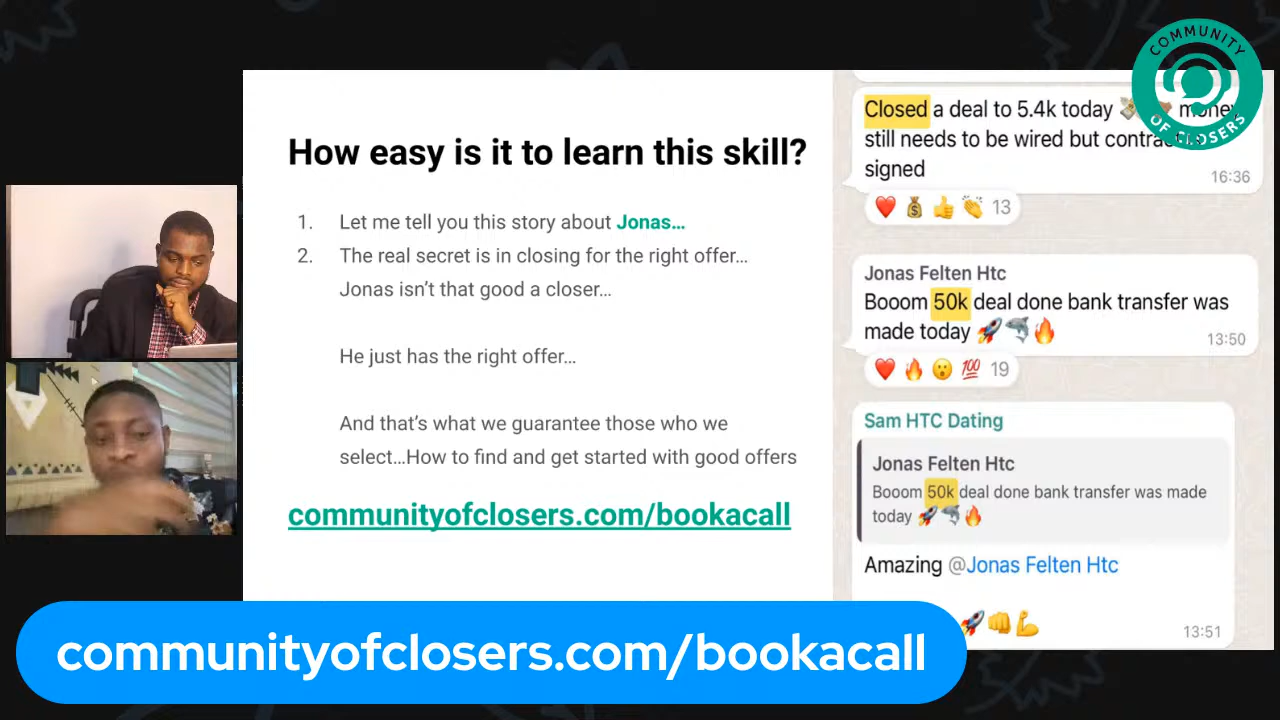 COMMUNITY
OF CLOSERS
How easy is it to learn this skill?
1. Let me tell you this story about Jonas...
2. The real secret is in closing for the right offer...
Jonas isn't that good a closer...
He just has the right offer...
And that's what we guarantee those who we
select...How to find and get started with good offers
communityofclosers.com/bookacall
Closed a deal to 5.4k today 💸 money
still needs to be wired but contract
signed
16:36
❤️💰👍👏 13
Jonas Felten Htc
Booom 50k deal done bank transfer was
made today 🚀🐬🔥
13:50
❤️🔥😮💯 19
Sam HTC Dating
Jonas Felten Htc
Booom 50k deal done bank transfer was made
today 🚀🐬🔥
Amazing @Jonas Felten Htc
🚀👊💪
13:51
communityofclosers.com/bookacall